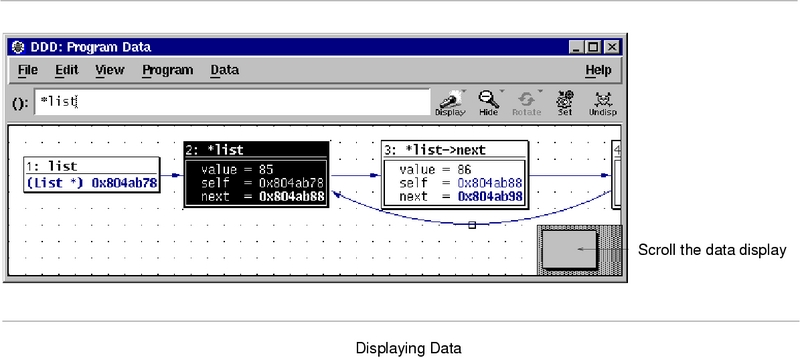 DDD: Program Data
File Edit View Program Data Help
(): *list
Display Hide Rotate Set Undisp
1: list
(List *) 0x804ab78
2: *list
value = 85
self = 0x804ab78
next = 0x804ab88
3: *list->next
value = 86
self = 0x804ab88
next = 0x804ab98
4
Scroll the data display
Displaying Data